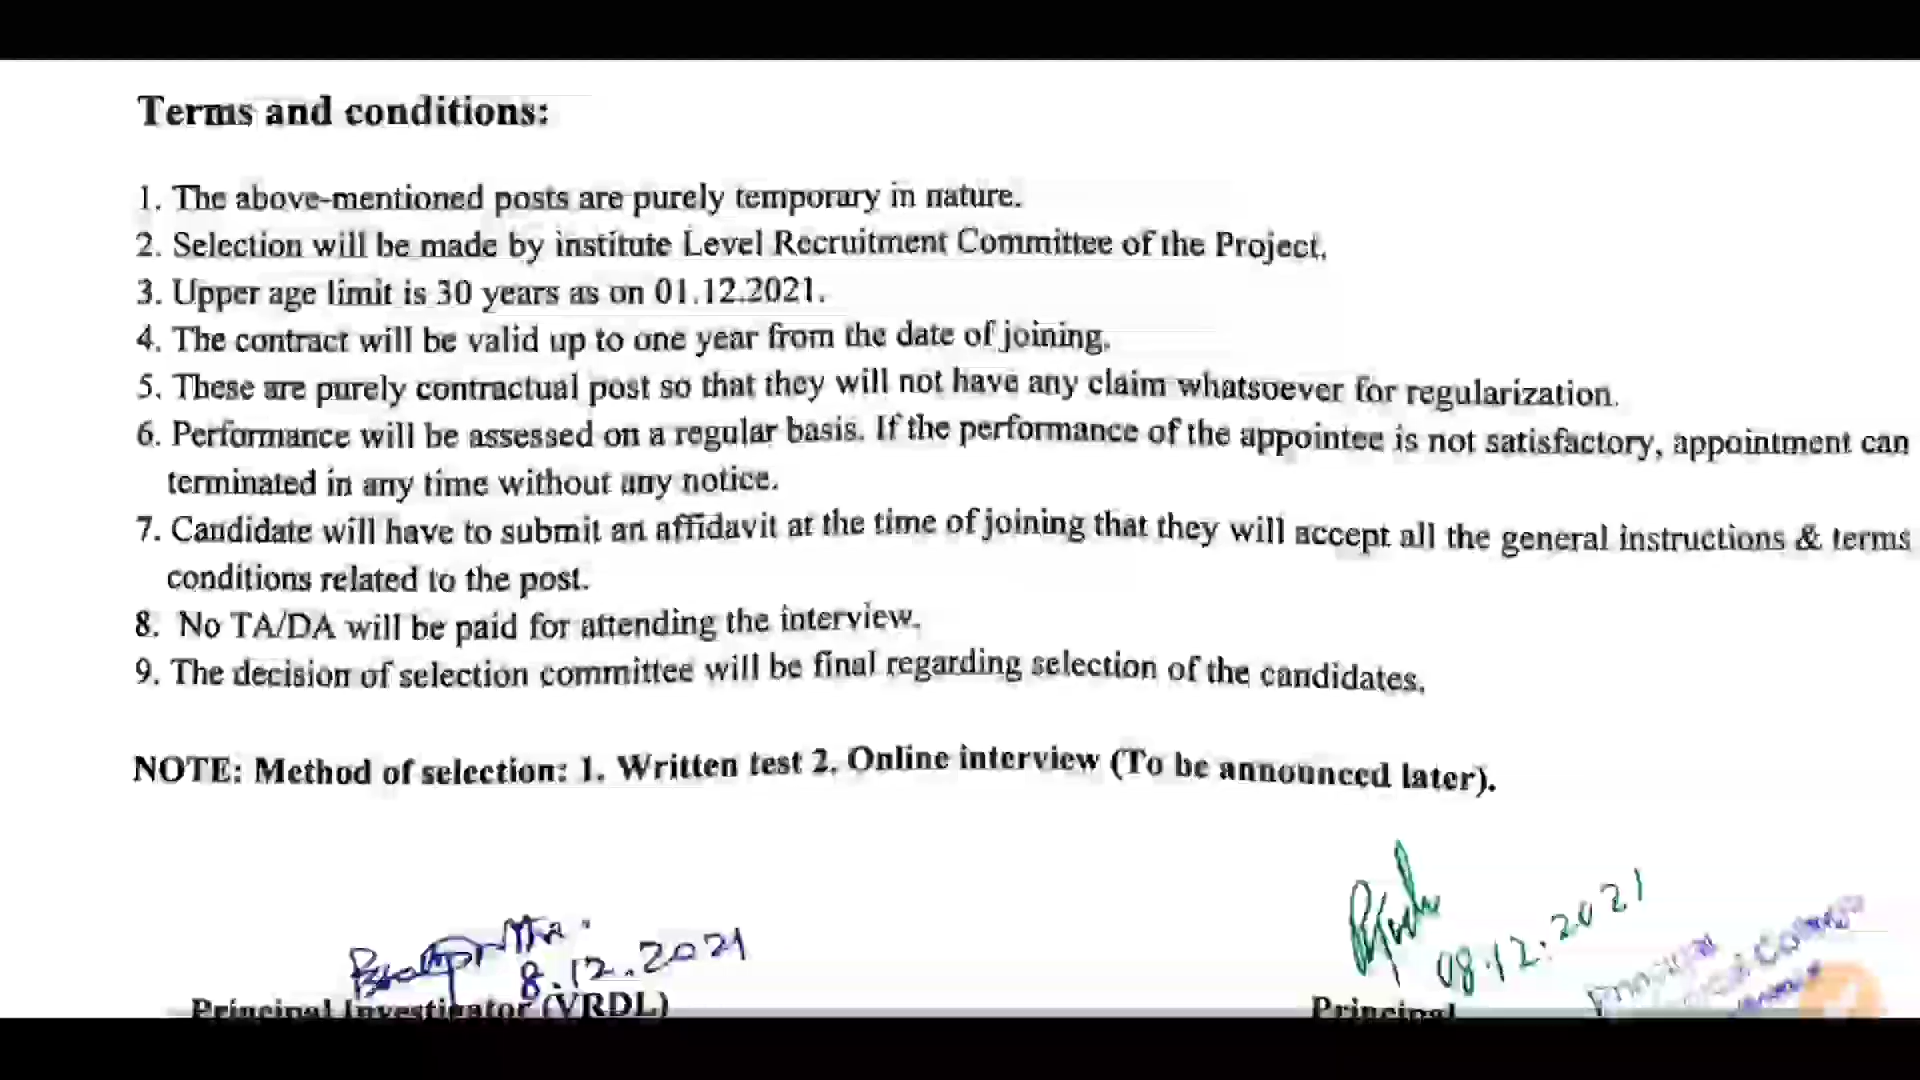 Terms and conditions:
1. The above-mentioned posts are purely temporary in nature.
2. Selection will be made by institute Level Recruitment Committee of the Project.
3. Upper age limit is 30 years as on 01.12.2021.
4. The contract will be valid up to one year from the date of joining.
5. These are purely contractual post so that they will not have any claim whatsoever for regularization.
6. Performance will be assessed on a regular basis. If the performance of the appointee is not satisfactory, appointment can
terminated in any time without any notice.
7. Candidate will have to submit an affidavit at the time of joining that they will accept all the general instructions & terms
conditions related to the post.
8. No TA/DA will be paid for attending the interview.
9. The decision of selection committee will be final regarding selection of the candidates.
NOTE: Method of selection: 1. Written test 2. Online interview (To be announced later).
8.12.2021
08.12.2021
Principal Investigator (VRDL)
Principal
Principal